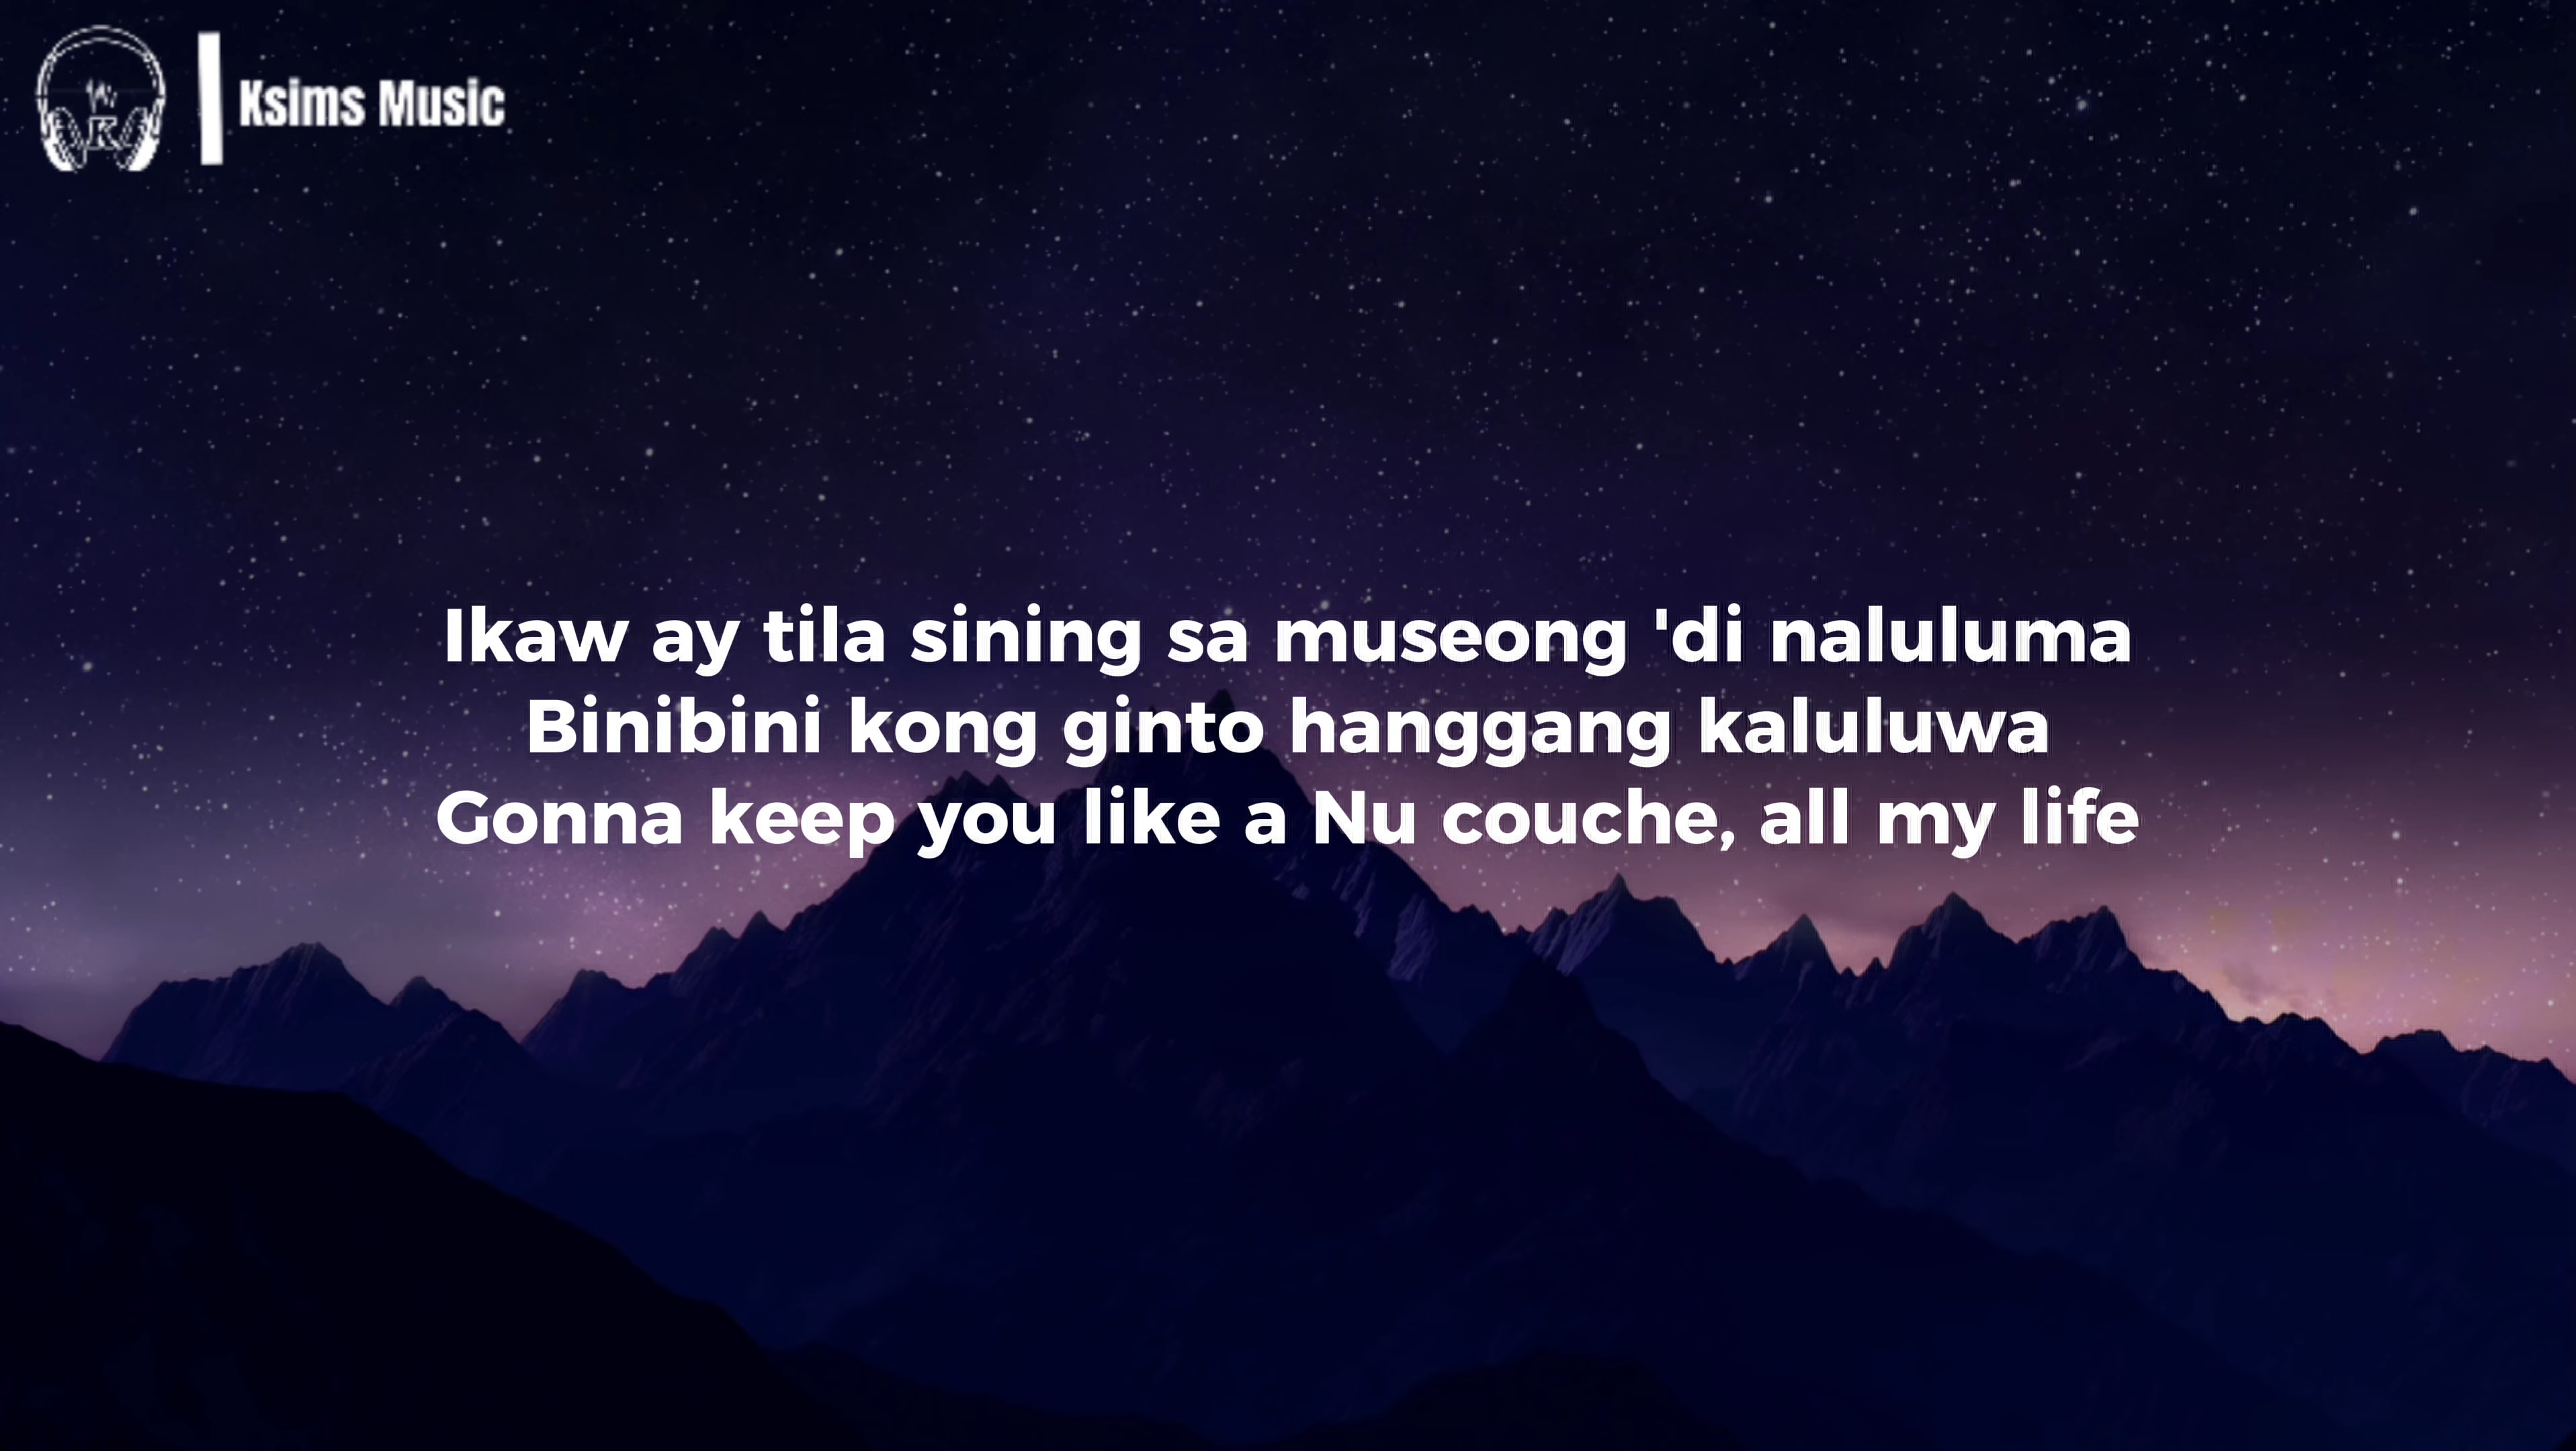 Ksims Music
Ikaw ay tila sining sa museong 'di naluluma
Binibini kong ginto hanggang kaluluwa
Gonna keep you like a Nu couche, all my life